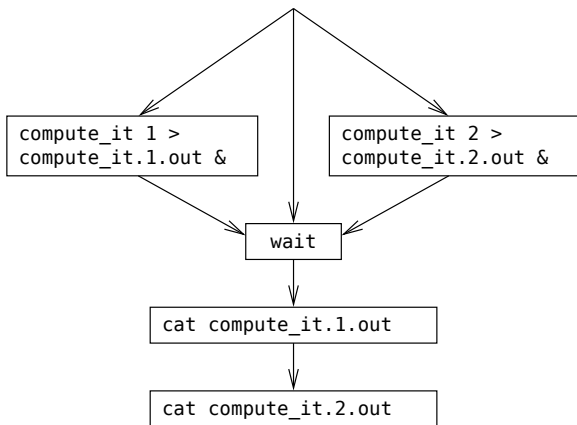 compute_it 1 >
compute_it.1.out &
compute_it 2 >
compute_it.2.out &
wait
cat compute_it.1.out
cat compute_it.2.out